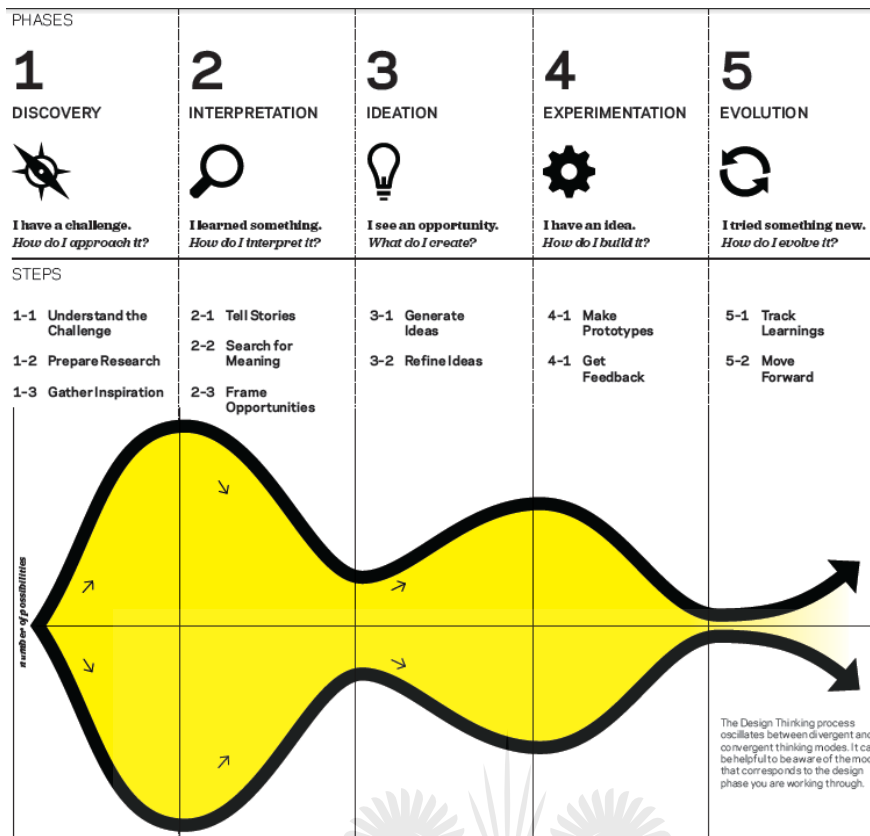 PHASES
1
DISCOVERY
I have a challenge.
How do I approach it?
2
INTERPRETATION
I learned something.
How do I interpret it?
3
IDEATION
I see an opportunity.
What do I create?
4
EXPERIMENTATION
I have an idea.
How do I build it?
5
EVOLUTION
I tried something new.
How do I evolve it?
STEPS
1-1 Understand the
Challenge
1-2 Prepare Research
1-3 Gather Inspiration
2-1 Tell Stories
2-2 Search for
Meaning
2-3 Frame
Opportunities
3-1 Generate
Ideas
3-2 Refine Ideas
4-1 Make
Prototypes
4-1 Get
Feedback
5-1 Track
Learnings
5-2 Move
Forward
number of possibilities
The Design Thinking process
oscillates between divergent and
convergent thinking modes. It ca
be helpful to be aware of the mod
that corresponds to the design
phase you are working through.